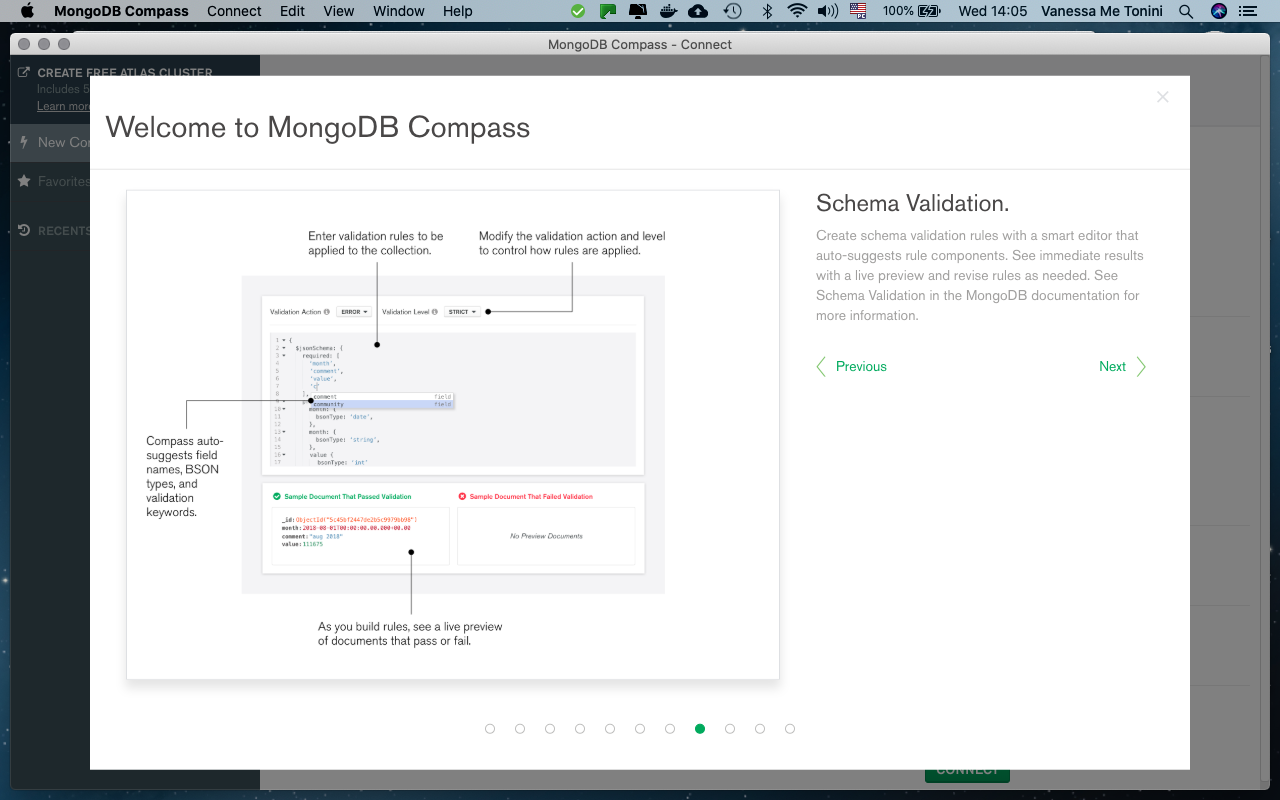 MongoDB Compass Connect Edit View Window Help 100% Wed 14:05 Vanessa Me Tonini
MongoDB Compass - Connect
CREATE FREE ATLAS CLUSTER
Includes 5
Learn more
New Con
Favorites
RECENTS
Welcome to MongoDB Compass
Enter validation rules to be
applied to the collection.
Modify the validation action and level
to control how rules are applied.
Validation Action ERROR Validation Level STRICT
1 {
2 $jsonSchema: {
3 required: [
4 'month',
5 'comment',
6 'value',
7 'c
8 ],
comment field
9
community field
10 month: {
11 bsonType: 'date',
12 },
13 month: {
14 bsonType: 'string',
15 },
16 value {
17 bsonType: 'int'
Compass auto-
suggests field
names, BSON
types, and
validation
keywords.
Sample Document That Passed Validation
Sample Document That Failed Validation
_id:ObjectId("5c45bf2447de2b5c9979bb98")
month:2018-08-01T00:00:00.00.000+00.00
comment:"aug 2018"
value:111675
No Preview Documents
As you build rules, see a live preview
of documents that pass or fail.
Schema Validation.
Create schema validation rules with a smart editor that
auto-suggests rule components. See immediate results
with a live preview and revise rules as needed. See
Schema Validation in the MongoDB documentation for
more information.
Previous
Next
CONNECT